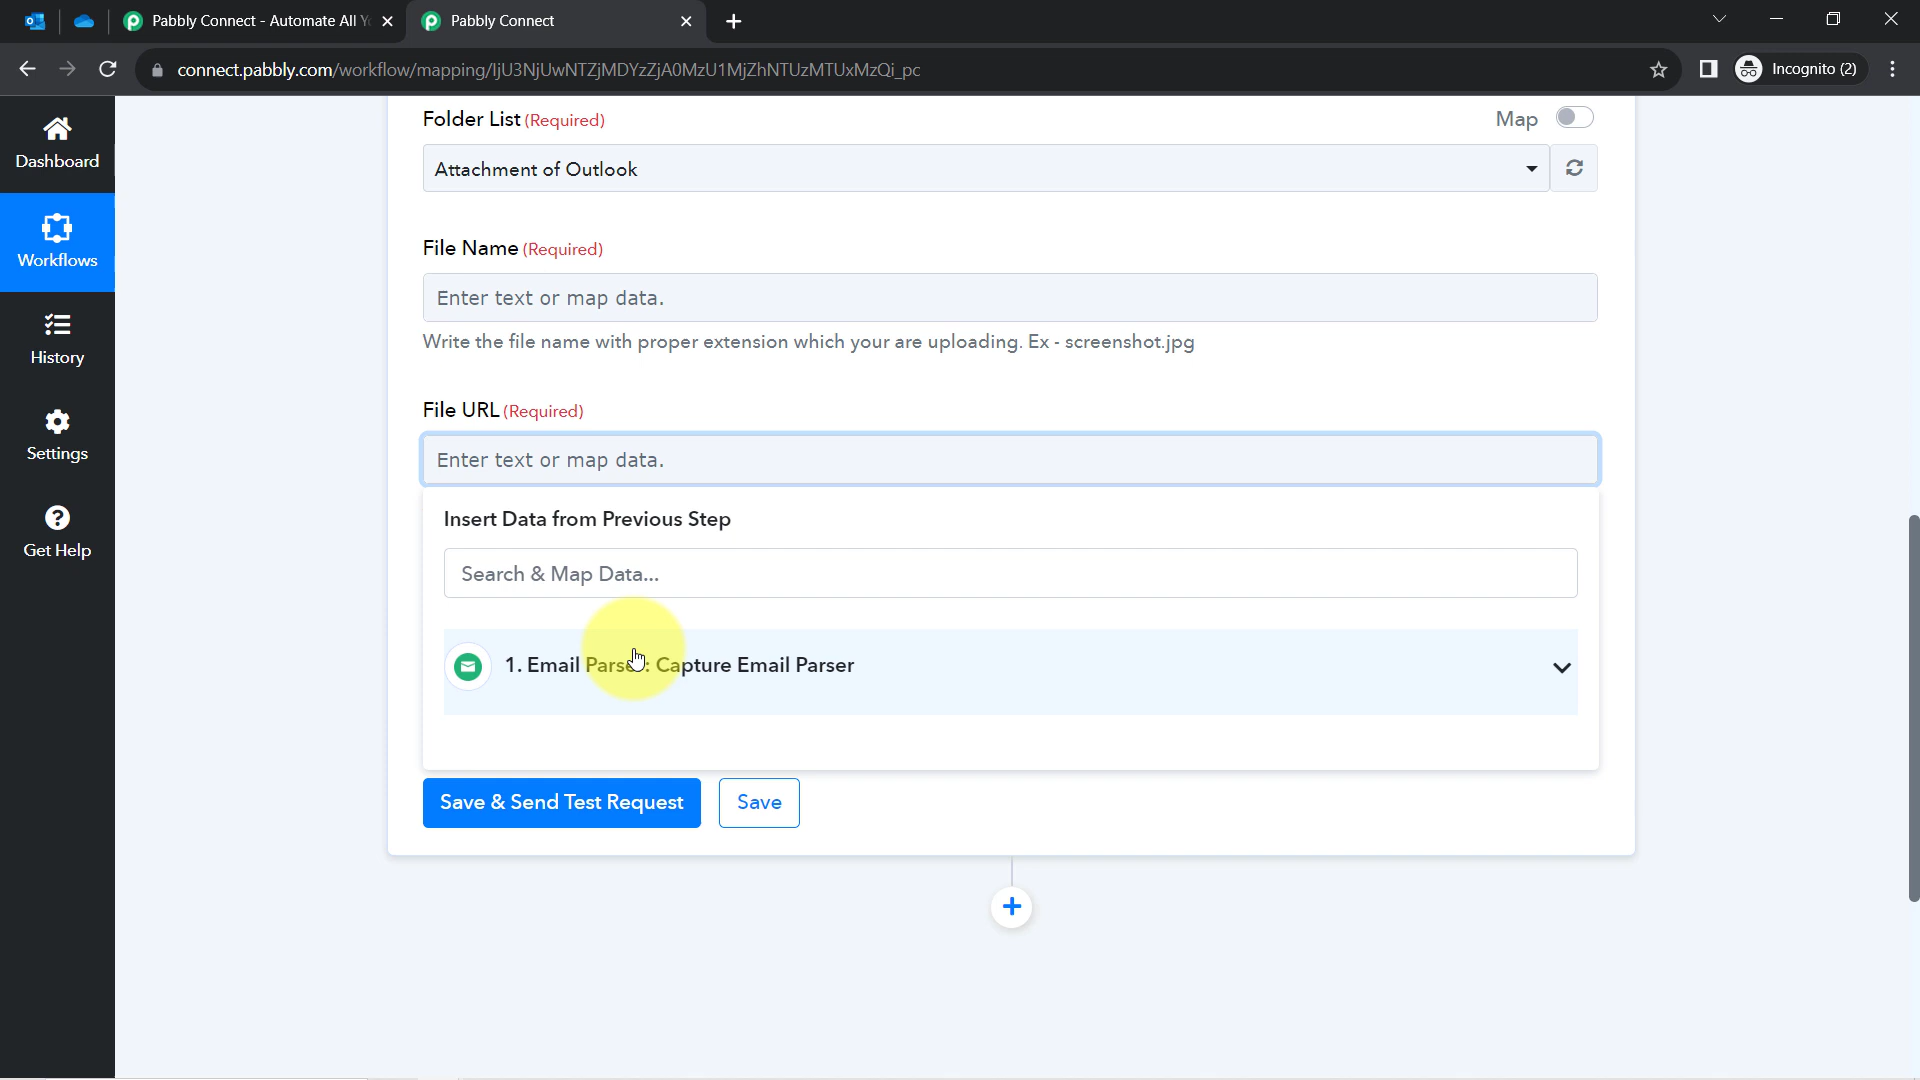 Pabbly Connect - Automate All Y
Pabbly Connect
connect.pabbly.com/workflow/mapping/IjU3NjUwNTZjMDYzZjA0MzU1MjZhNTUzMTUxMzQi_pc
Incognito (2)
Dashboard
Workflows
History
Settings
Get Help
Folder List (Required)
Map
Attachment of Outlook
File Name (Required)
Enter text or map data.
Write the file name with proper extension which your are uploading. Ex - screenshot.jpg
File URL (Required)
Enter text or map data.
Insert Data from Previous Step
Search & Map Data...
1. Email Parser : Capture Email Parser
Save & Send Test Request
Save